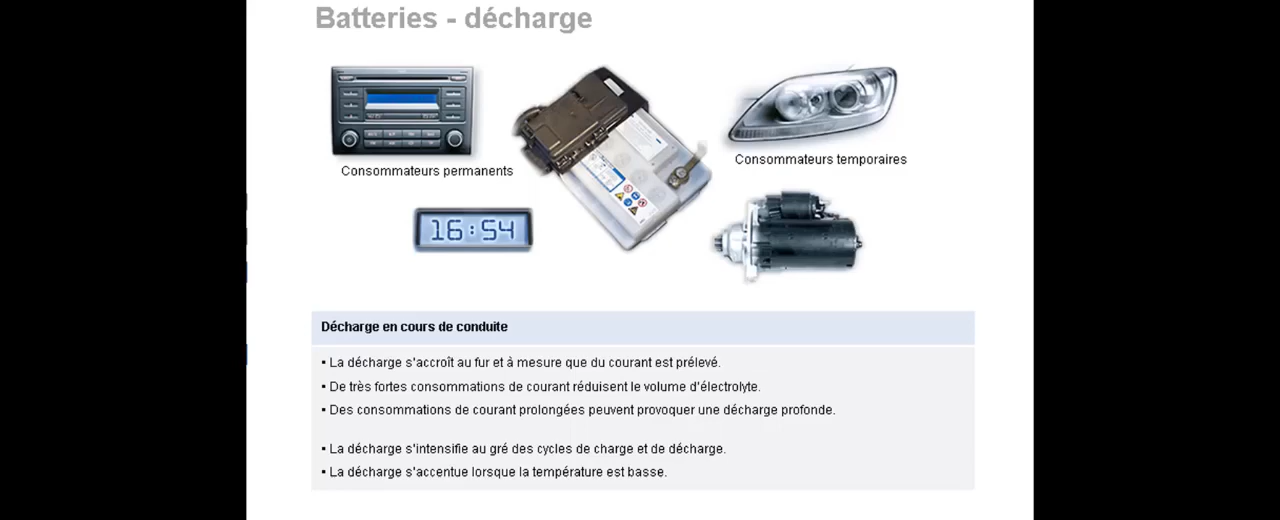 Batteries - décharge
Consommateurs permanents
Consommateurs temporaires
16:54
Décharge en cours de conduite
▪ La décharge s'accroît au fur et à mesure que du courant est prélevé.
▪ De très fortes consommations de courant réduisent le volume d'électrolyte.
▪ Des consommations de courant prolongées peuvent provoquer une décharge profonde.
▪ La décharge s'intensifie au gré des cycles de charge et de décharge.
▪ La décharge s'accentue lorsque la température est basse.